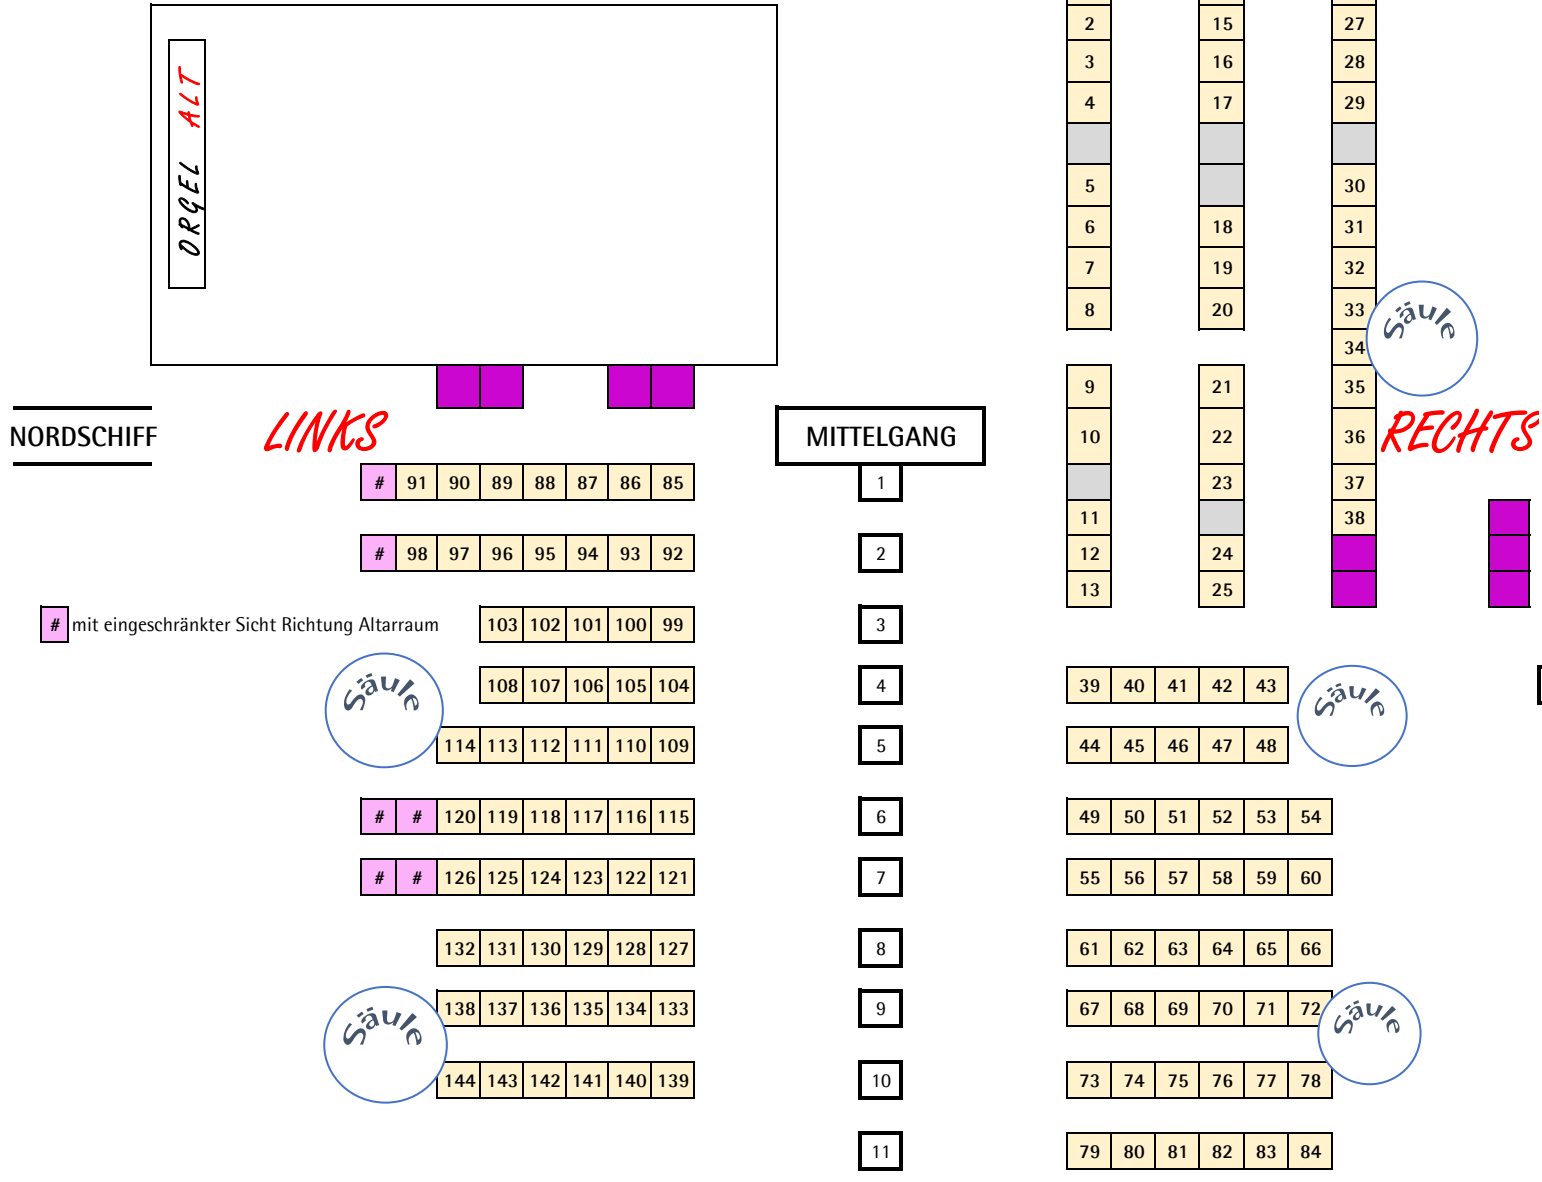 2 15 27
3 16 28
ORGEL ALT
4 17 29
5 30
6 18 31
7 19 32
8 20 33
Säule
34
9 21 35
NORDSCHIFF LINKS MITTELGANG 10 22 36 RECHTS
# 91 90 89 88 87 86 85 1 23 37
11 38
# 98 97 96 95 94 93 92 2 12 24
13 25
# mit eingeschränkter Sicht Richtung Altarraum 103 102 101 100 99 3
Säule 108 107 106 105 104 4 39 40 41 42 43 Säule
114 113 112 111 110 109 5 44 45 46 47 48
# # 120 119 118 117 116 115 6 49 50 51 52 53 54
# # 126 125 124 123 122 121 7 55 56 57 58 59 60
132 131 130 129 128 127 8 61 62 63 64 65 66
Säule 138 137 136 135 134 133 9 67 68 69 70 71 72 Säule
144 143 142 141 140 139 10 73 74 75 76 77 78
11 79 80 81 82 83 84